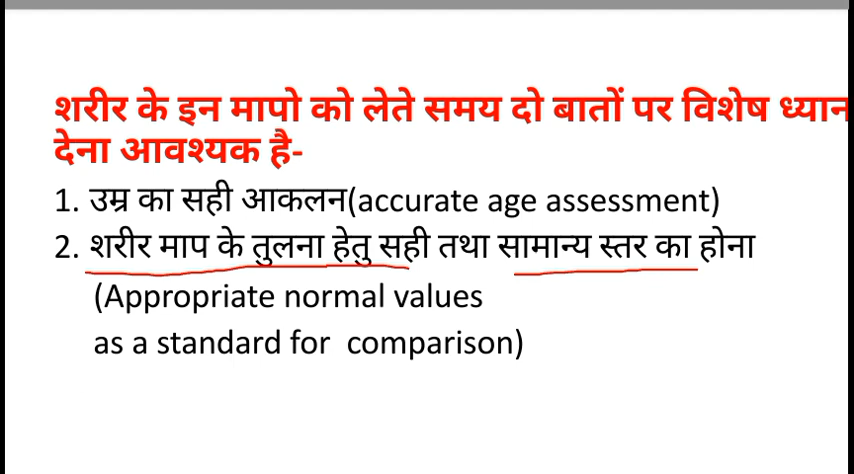 शरीर के इन मापो को लेते समय दो बातों पर विशेष ध्यान
देना आवश्यक है-
1. उम्र का सही आकलन(accurate age assessment)
2. शरीर माप के तुलना हेतु सही तथा सामान्य स्तर का होना
(Appropriate normal values
as a standard for comparison)